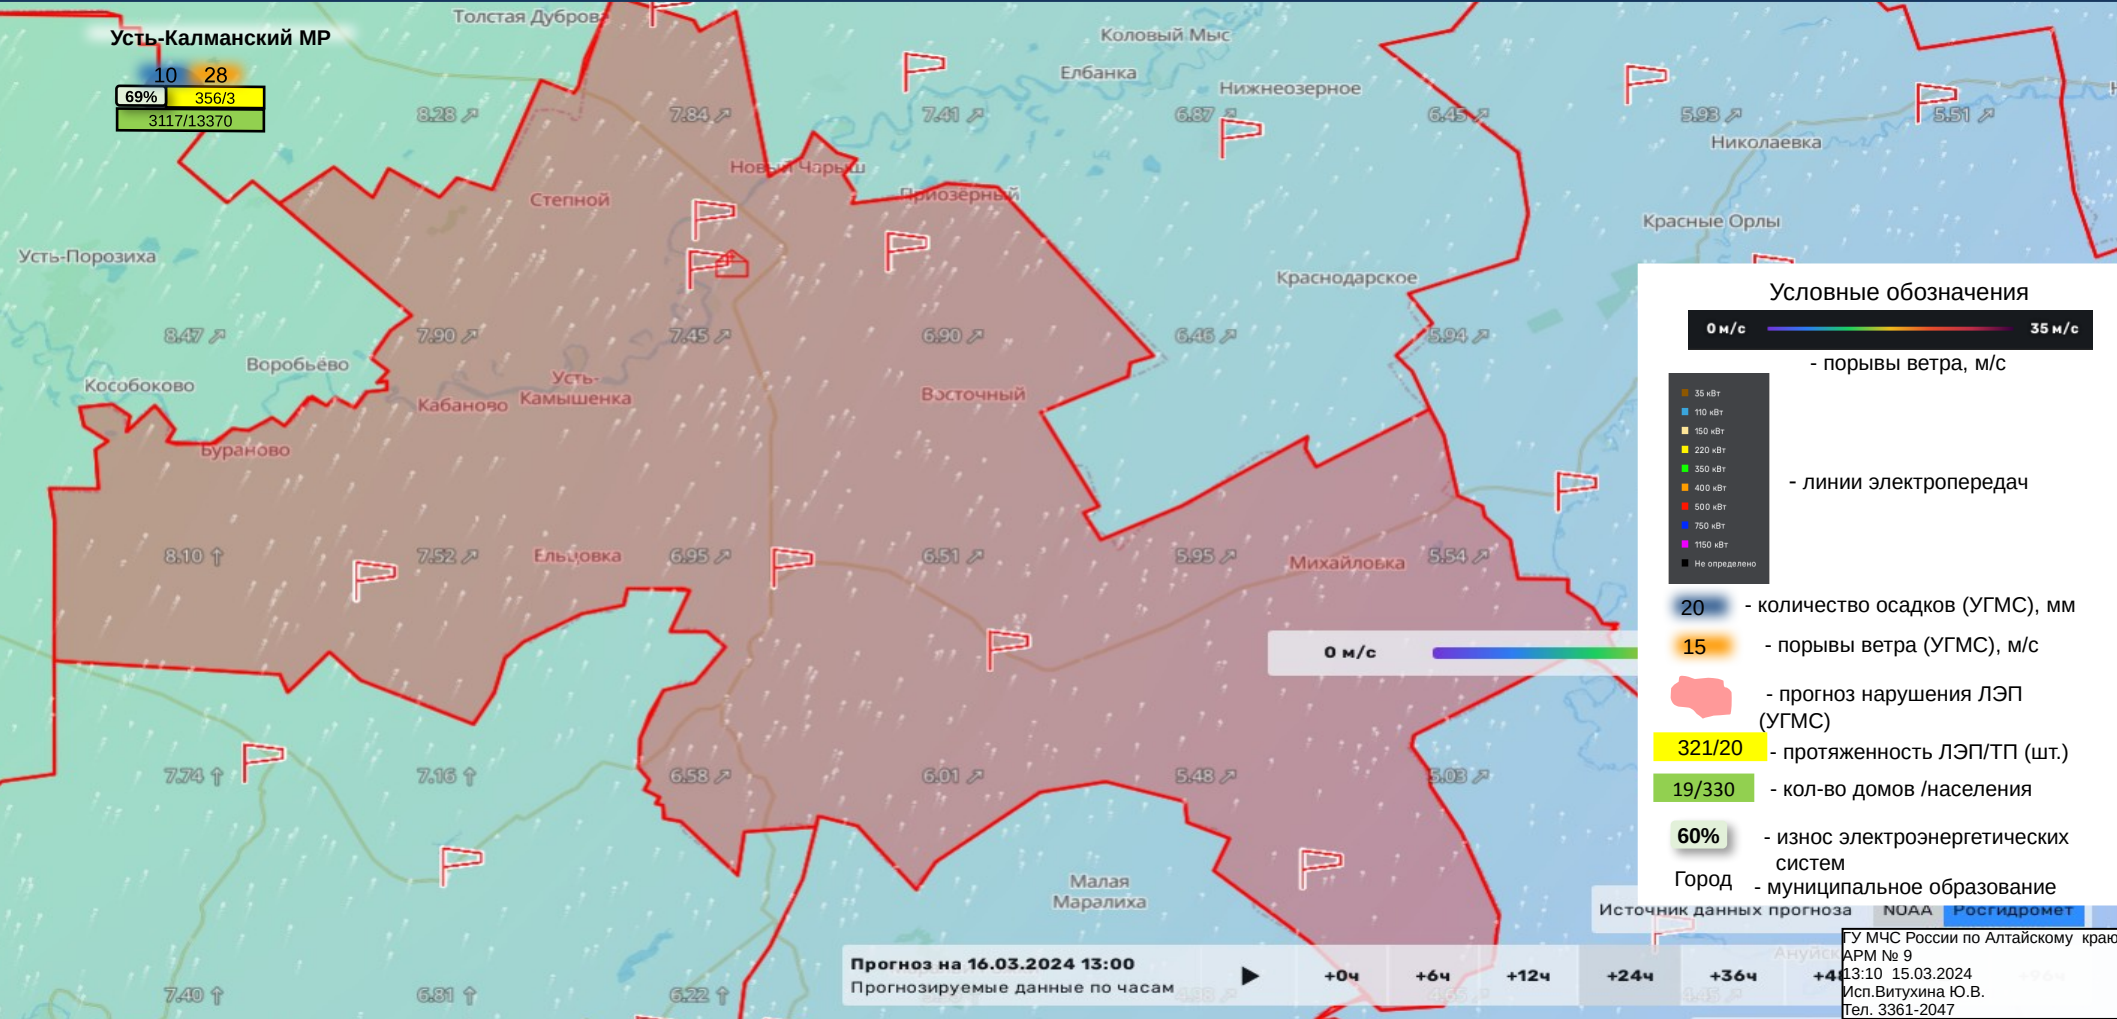 Толстая Дуброва
Коловый Мыс
Усть-Калманский МР
Елбанка
10 28
Нижнеозерное
69% 356/3
3117/13370
8.28 7.84 7.41 6.87 6.45 5.93 5.51
Николаевка
Новый Чарыш
Степной
Приозёрный
Красные Орлы
Усть-Порозиха
Краснодарское
8.47 7.90 7.45 6.90 6.46 5.94
Воробьёво
Кособоково
Усть-
Камышенка
Кабаново
Восточный
Бураново
8.10 7.52 Ельцовка 6.95 6.51 5.95 Михайловка 5.54
0 м/с
7.74 7.16 6.58 6.01 5.48 5.03
Малая
Маралиха
7.40 6.81 6.22
Условные обозначения
0 м/с 35 м/с
- порывы ветра, м/с
35 кВт
110 кВт
150 кВт
220 кВт
350 кВт
400 кВт
500 кВт
750 кВт
1150 кВт
Не определено
- линии электропередач
20 - количество осадков (УГМС), мм
15 - порывы ветра (УГМС), м/с
- прогноз нарушения ЛЭП
(УГМС)
321/20 - протяженность ЛЭП/ТП (шт.)
19/330 - кол-во домов /населения
60% - износ электроэнергетических
систем
Город - муниципальное образование
Источник данных прогноза NOAA Росгидромет
Прогноз на 16.03.2024 13:00
Прогнозируемые данные по часам
+0ч +6ч +12ч +24ч +36ч
ГУ МЧС России по Алтайскому краю
АРМ № 9
13:10 15.03.2024
Исп.Витухина Ю.В.
Тел. 3361-2047